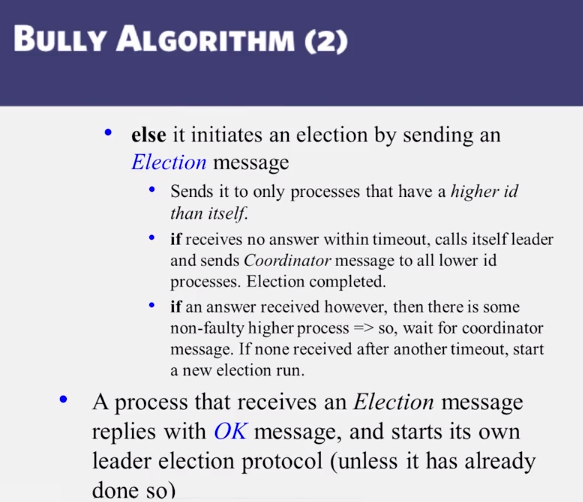 BULLY ALGORITHM (2)
• else it initiates an election by sending an
Election message
• Sends it to only processes that have a higher id
than itself.
• if receives no answer within timeout, calls itself leader
and sends Coordinator message to all lower id
processes. Election completed.
• if an answer received however, then there is some
non-faulty higher process => so, wait for coordinator
message. If none received after another timeout, start
a new election run.
• A process that receives an Election message
replies with OK message, and starts its own
leader election protocol (unless it has already
done so)